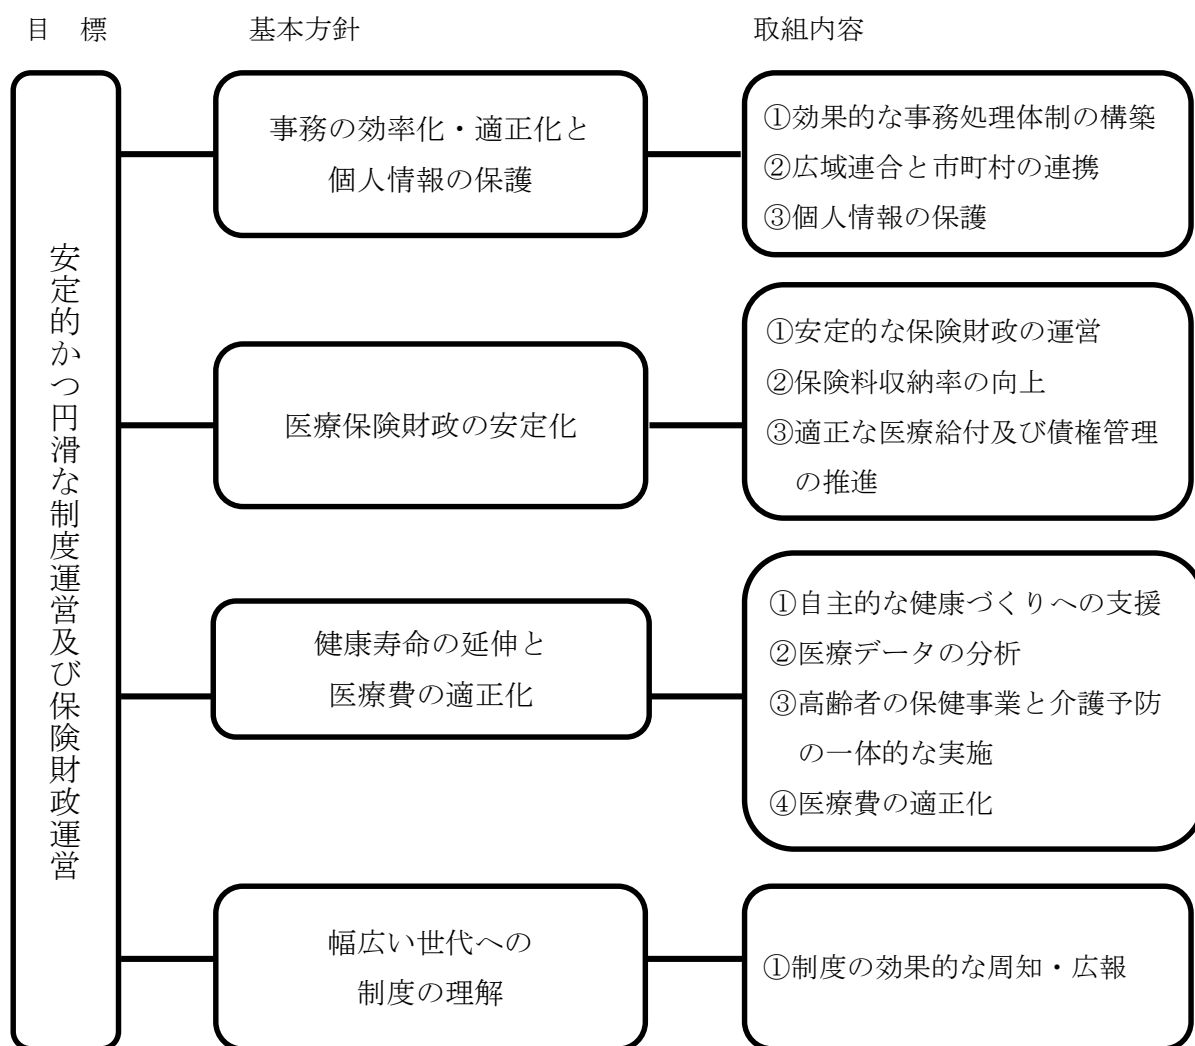 目　標
基本方針
取組内容
安定的かつ円滑な制度運営及び保険財政運営
事務の効率化・適正化と
個人情報の保護
①効果的な事務処理体制の構築
②広域連合と市町村の連携
③個人情報の保護
医療保険財政の安定化
①安定的な保険財政の運営
②保険料収納率の向上
③適正な医療給付及び債権管理
の推進
健康寿命の延伸と
医療費の適正化
①自主的な健康づくりへの支援
②医療データの分析
③高齢者の保健事業と介護予防
の一体的な実施
④医療費の適正化
幅広い世代への
制度の理解
①制度の効果的な周知・広報